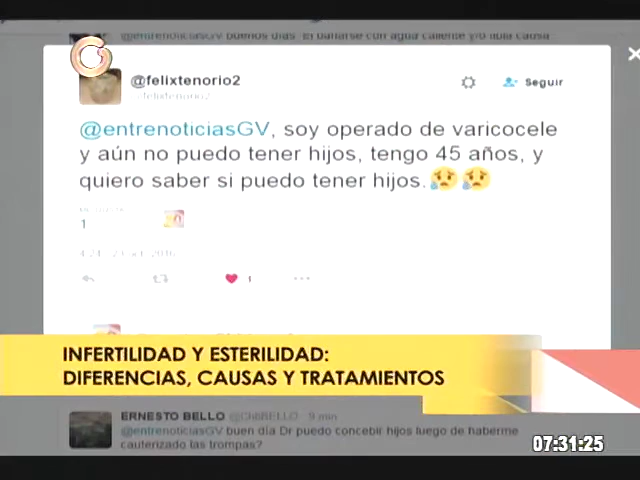 @entrenoticiasGV buenos días. El bañarse con agua caliente y/o tibia causa
@felixtenorio2
@felixtenorio2
Seguir
@entrenoticiasGV, soy operado de varicocele
y aún no puedo tener hijos, tengo 45 años, y
quiero saber si puedo tener hijos.😥😥
1
1
INFERTILIDAD Y ESTERILIDAD:
DIFERENCIAS, CAUSAS Y TRATAMIENTOS
ERNESTO BELLO 9 min
@entrenoticiasGV buen día Dr puedo concebir hijos luego de haberme
cauterizado las trompas?
07:31:25